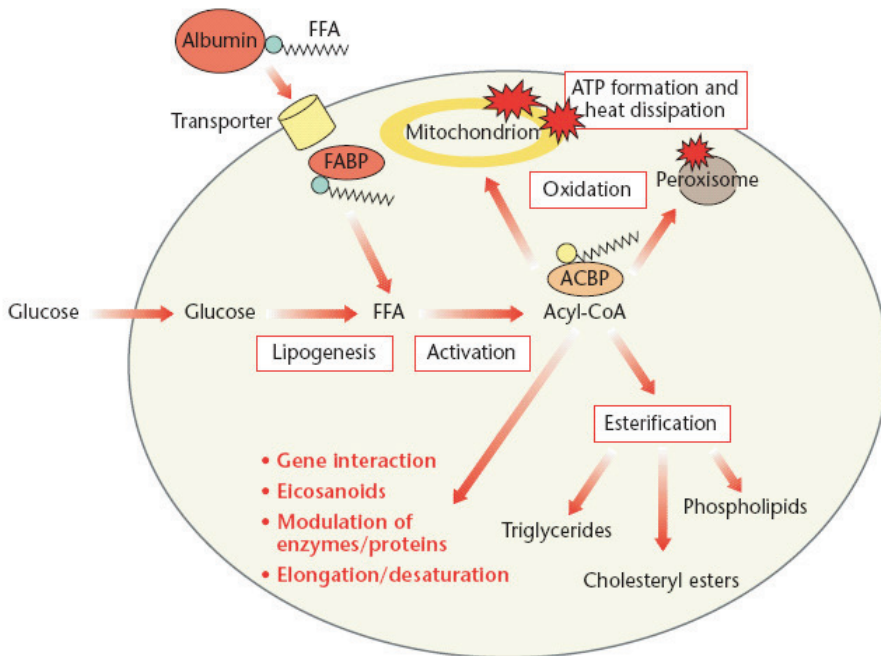 Albumin
FFA
Transporter
FABP
Mitochondrion
ATP formation and
heat dissipation
Oxidation
Peroxisome
ACBP
Acyl-CoA
Glucose
Glucose
FFA
Lipogenesis
Activation
Esterification
• Gene interaction
• Eicosanoids
• Modulation of
enzymes/proteins
• Elongation/desaturation
Triglycerides
Phospholipids
Cholesteryl esters